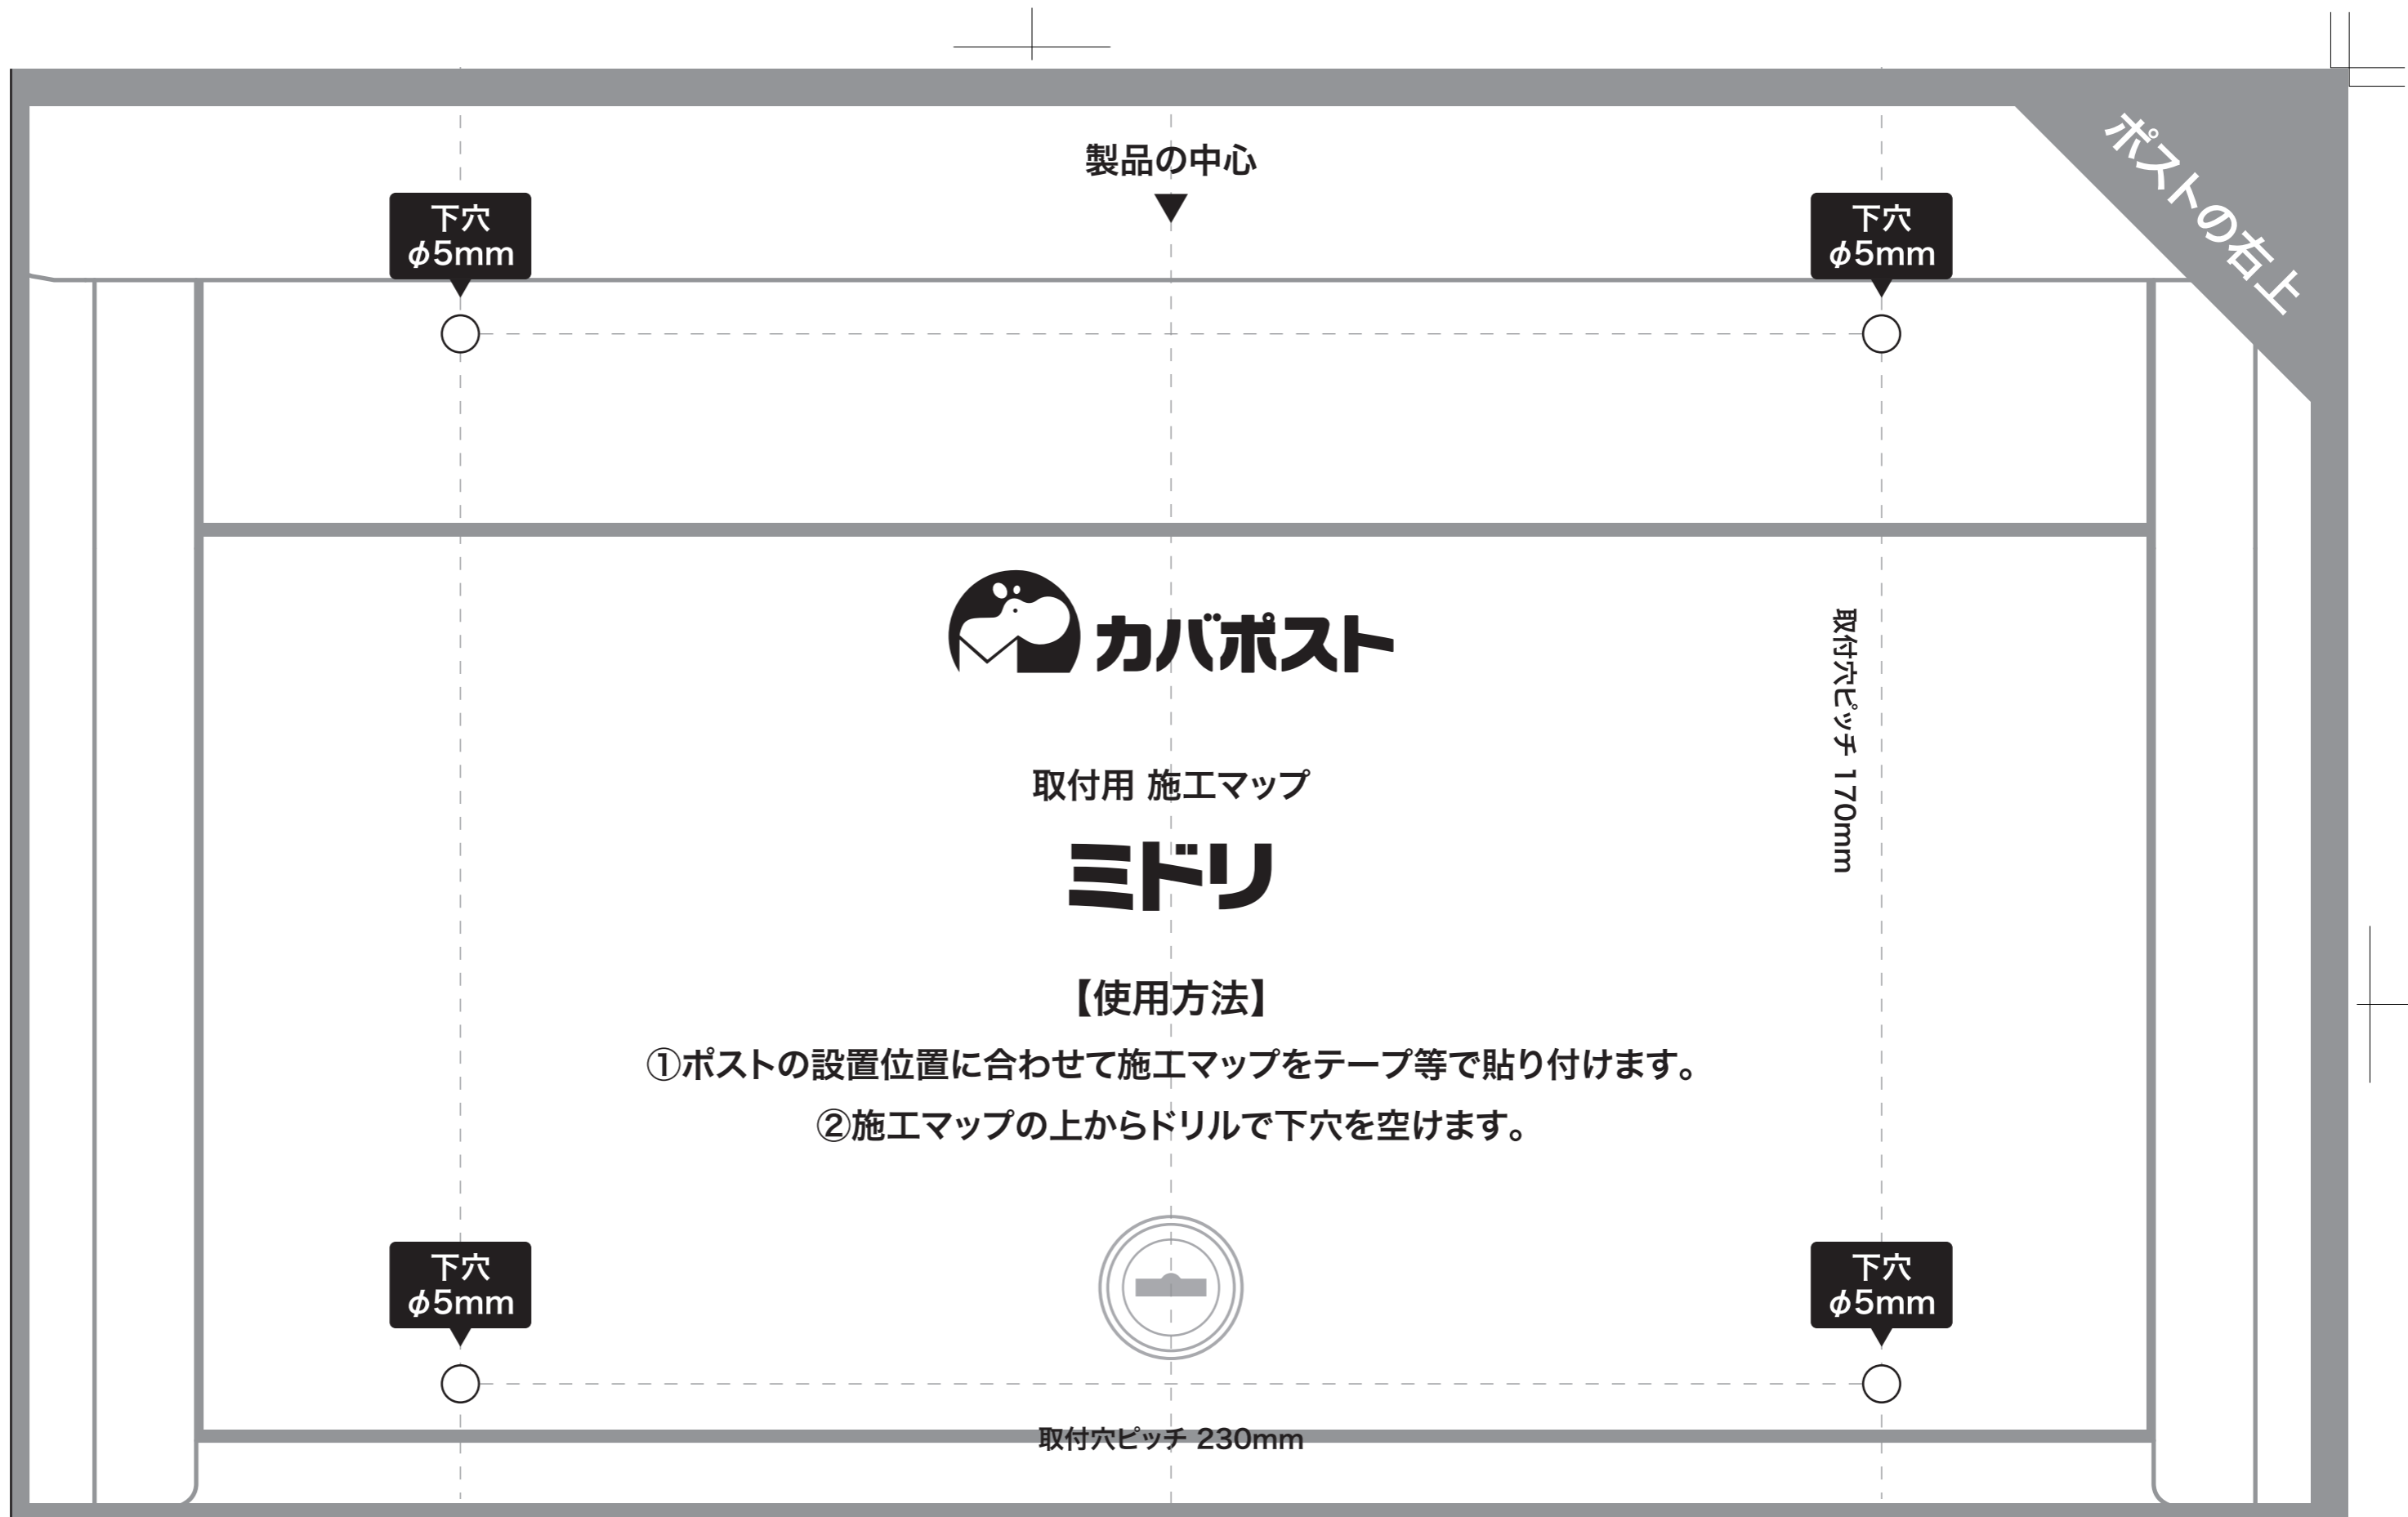 製品の中心
ポストの右上
下穴
φ5mm
下穴
φ5mm
カバポスト
取付穴ピッチ 170mm
取付用 施工マップ
ミドリ
【使用方法】
①ポストの設置位置に合わせて施工マップをテープ等で貼り付けます。
②施工マップの上からドリルで下穴を空けます。
下穴
φ5mm
下穴
φ5mm
取付穴ピッチ 230mm